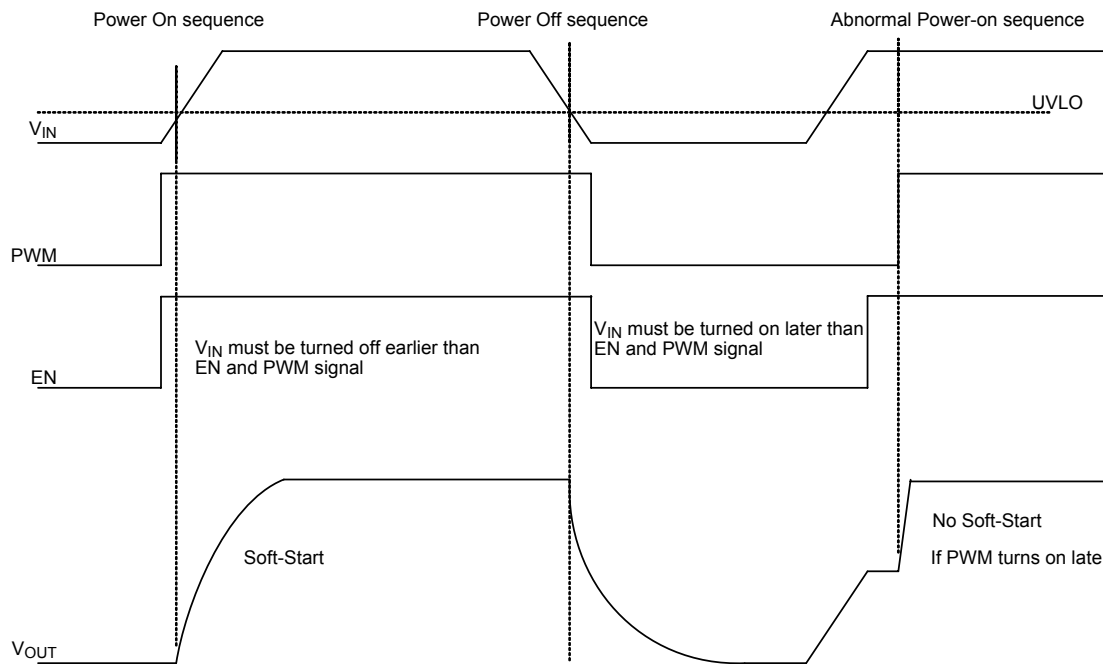 Power On sequence
Power Off sequence
Abnormal Power-on sequence
UVLO
VIN
PWM
VIN must be turned off earlier than
EN and PWM signal
VIN must be turned on later than
EN and PWM signal
EN
Soft-Start
No Soft-Start
If PWM turns on late
VOUT